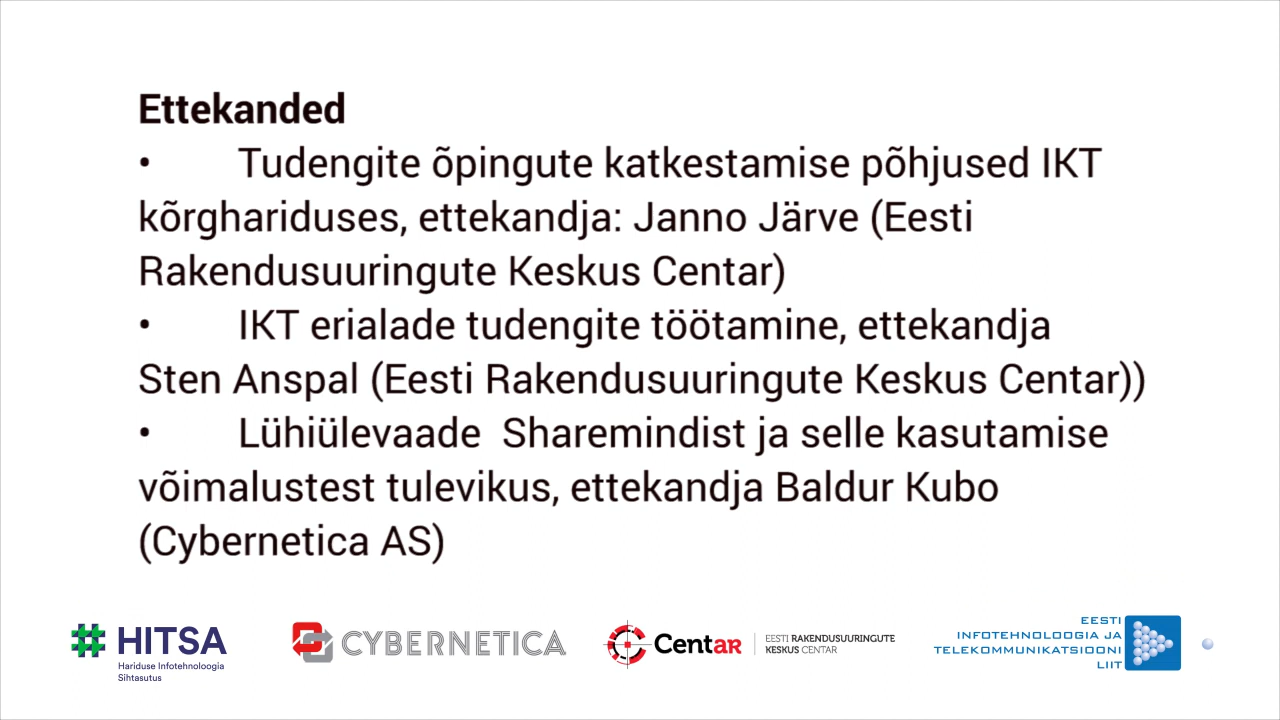 Ettekanded
• Tudengite õpingute katkestamise põhjused IKT
kõrghariduses, ettekandja: Janno Järve (Eesti
Rakendusuuringute Keskus Centar)
• IKT erialade tudengite töötamine, ettekandja
Sten Anspal (Eesti Rakendusuuringute Keskus Centar))
• Lühiülevaade  Sharemindist ja selle kasutamise
võimalustest tulevikus, ettekandja Baldur Kubo
(Cybernetica AS)
HITSA
Hariduse Infotehnoloogia
Sihtasutus
CYBERNETICA
Centar
EESTI RAKENDUSUURINGUTE
KESKUS CENTAR
EESTI
INFOTEHNOLOOGIA JA
TELEKOMMUNIKATSIOONI
LIIT